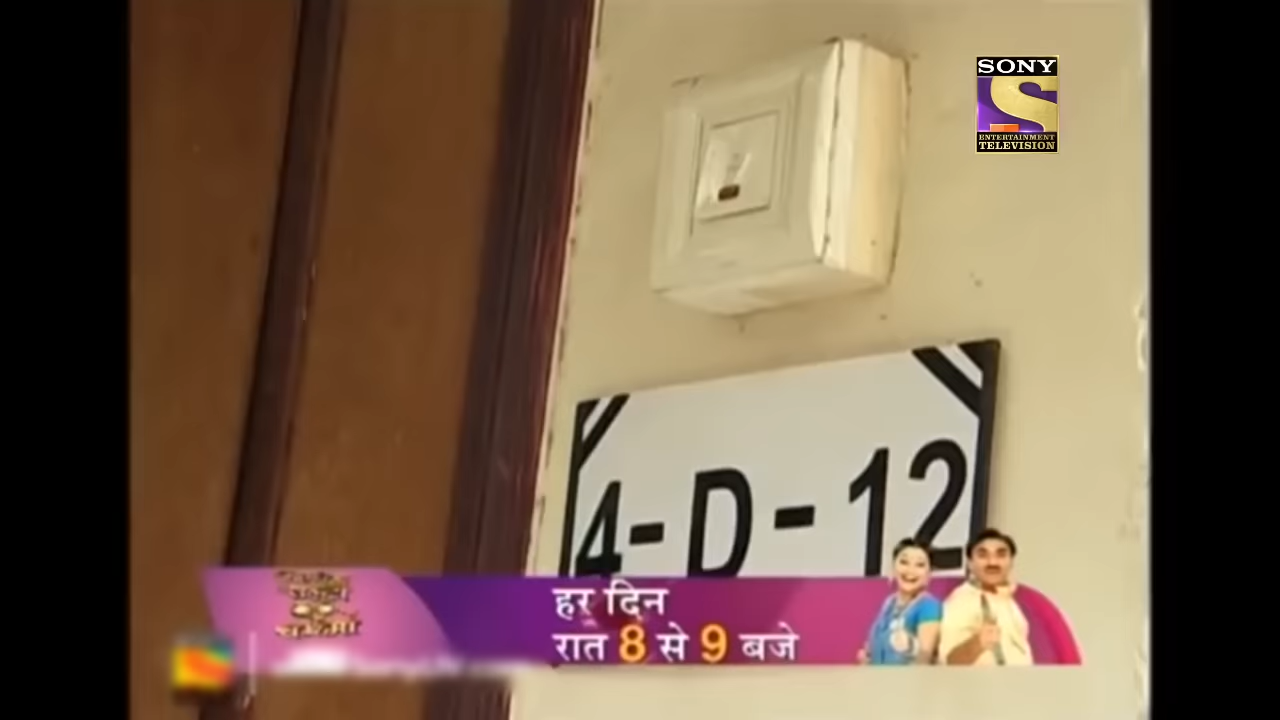 SONY
ENTERTAINMENT
TELEVISION
4-D-12
हर दिन
रात 8 से 9 बजे